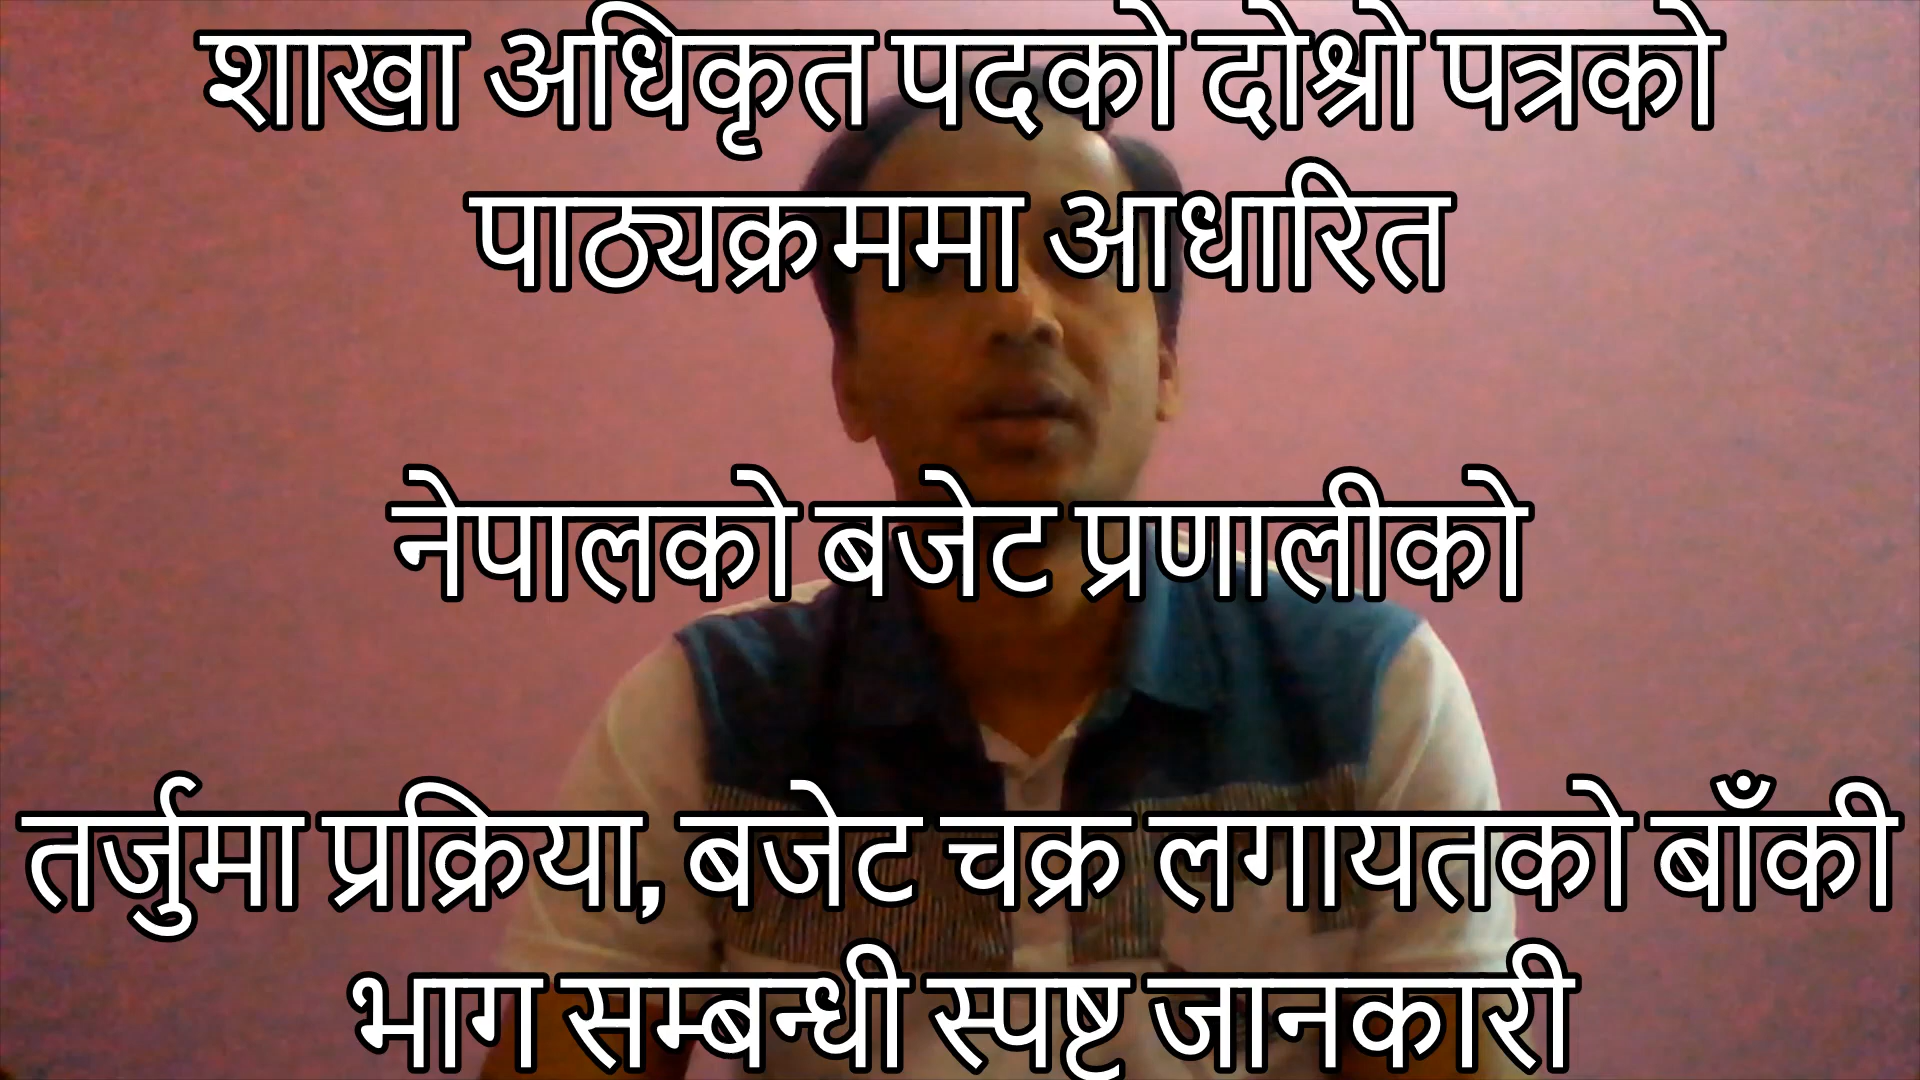 शाखा अधिकृत पदको दोश्रो पत्रको
पाठ्यक्रममा आधारित
नेपालको बजेट प्रणालीको
तर्जुमा प्रक्रिया, बजेट चक्र लगायतको बाँकी
भाग सम्बन्धी स्पष्ट जानकारी